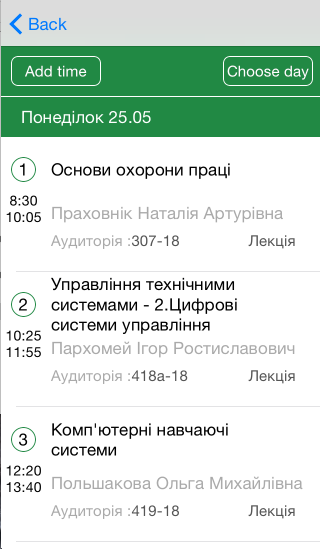 Back
Add time
Choose day
Понеділок 25.05
1
Основи охорони праці
8:30
10:05
Праховнік Наталія Артурівна
Аудиторія :307-18
Лекція
2
Управління технічними
системами - 2.Цифрові
системи управління
10:25
11:55
Пархомей Ігор Ростиславович
Аудиторія :418а-18
Лекція
3
Комп'ютерні навчаючі
системи
12:20
13:40
Польшакова Ольга Михайлівна
Аудиторія :419-18
Лекція